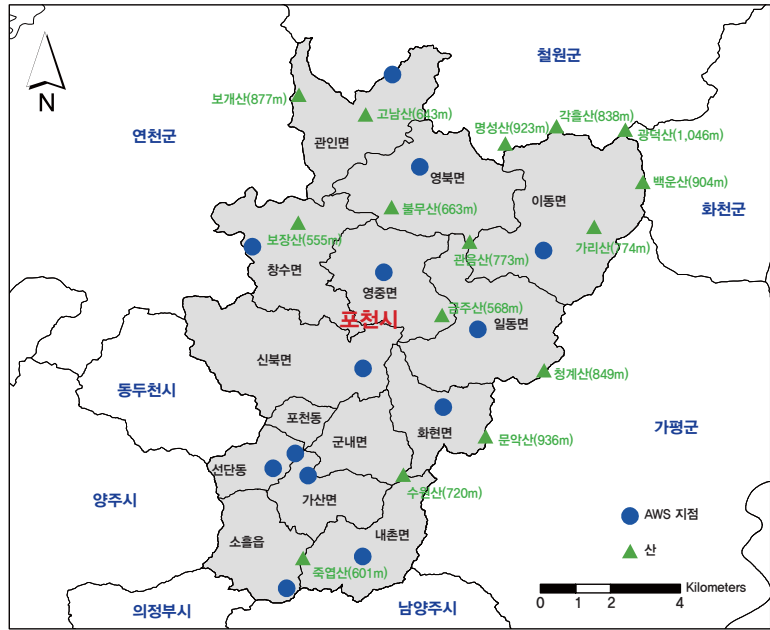 철원군
보개산(877m)
고남산(643m)
N
연천군
명성산(923m)
각흘산(838m)
광덕산(1,046m)
관인면
영북면
백운산(904m)
이동면
화천군
불무산(663m)
보장산(555m)
관음산(773m)
가리산(774m)
창수면
영중면
금주산(568m)
포천시
일동면
신북면
청계산(849m)
동두천시
포천동
군내면
화현면
문악산(936m)
가평군
선단동
양주시
가산면
수원산(720m)
AWS 지점
내촌면
소흘읍
산
죽엽산(601m)
Kilometers
0 1 2 4
의정부시
남양주시